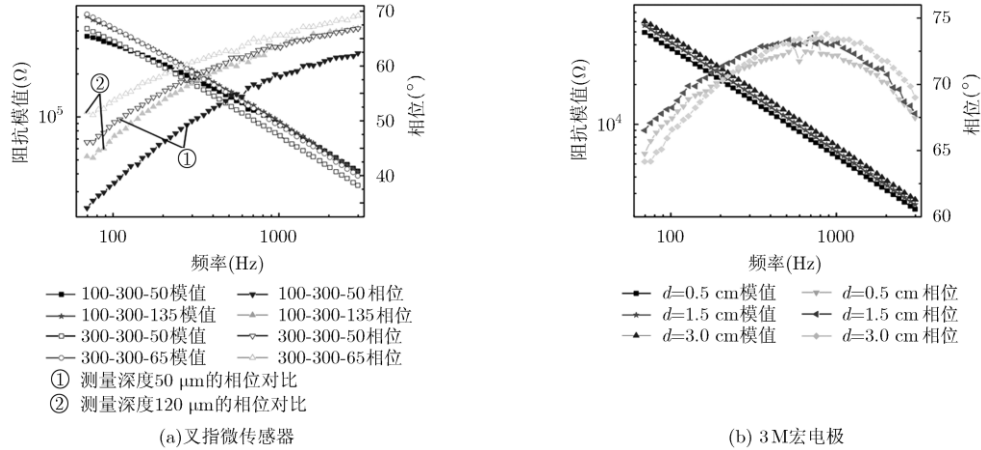 阻抗模值(Ω)
10⁵
①
②
70
60
50
40
相位(°)
100
1000
频率(Hz)
100-300-50模值
100-300-50相位
100-300-135模值
100-300-135相位
300-300-50模值
300-300-50相位
300-300-65模值
300-300-65相位
① 测量深度50 μm的相位对比
② 测量深度120 μm的相位对比
(a)叉指微传感器
阻抗模值(Ω)
10⁴
75
70
65
60
相位(°)
100
1000
频率(Hz)
d=0.5 cm模值
d=0.5 cm相位
d=1.5 cm模值
d=1.5 cm相位
d=3.0 cm模值
d=3.0 cm相位
(b) 3M宏电极